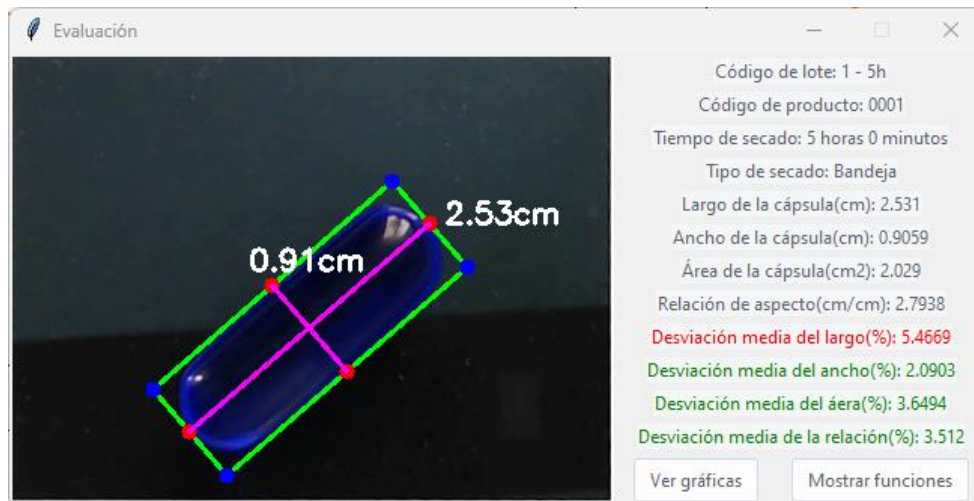 Evaluación
2.53cm
0.91cm
Código de lote: 1 - 5h
Código de producto: 0001
Tiempo de secado: 5 horas 0 minutos
Tipo de secado: Bandeja
Largo de la cápsula(cm): 2.531
Ancho de la cápsula(cm): 0.9059
Área de la cápsula(cm2): 2.029
Relación de aspecto(cm/cm): 2.7938
Desviación media del largo(%): 5.4669
Desviación media del ancho(%): 2.0903
Desviación media del áera(%): 3.6494
Desviación media de la relación(%): 3.512
Ver gráficas
Mostrar funciones